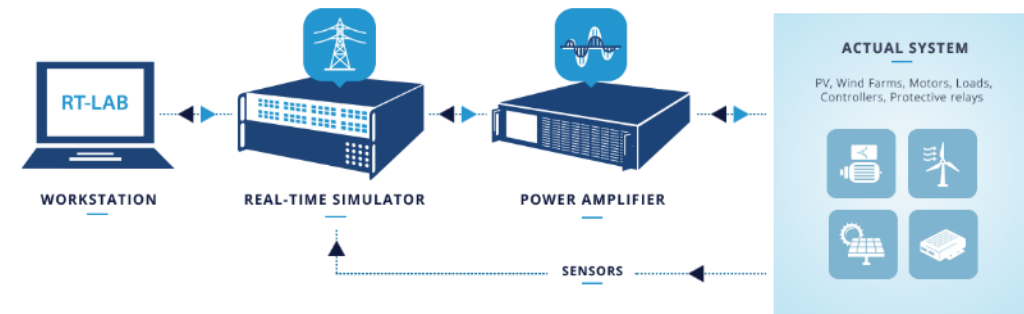 RT-LAB
WORKSTATION
REAL-TIME SIMULATOR
POWER AMPLIFIER
SENSORS
ACTUAL SYSTEM
PV, Wind Farms, Motors, Loads,
Controllers, Protective relays